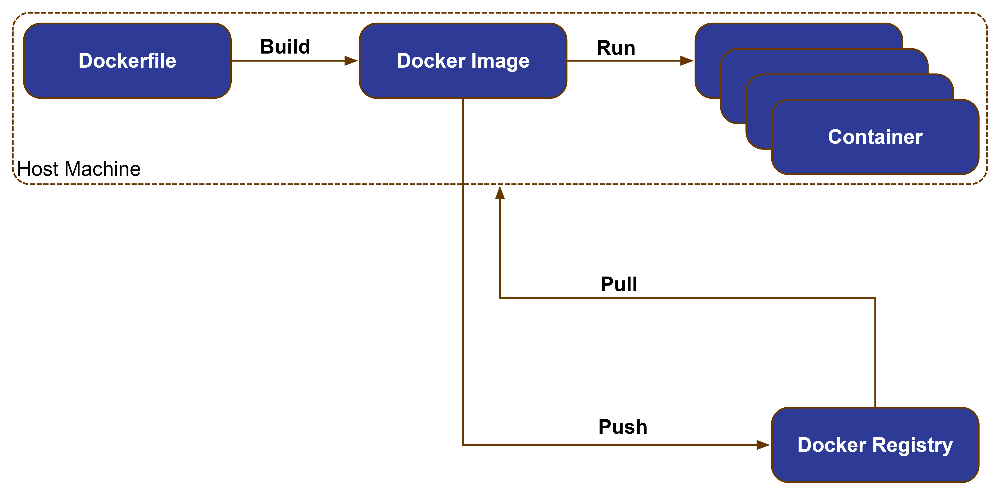 Dockerfile
Build
Docker Image
Run
Container
Host Machine
Pull
Push
Docker Registry